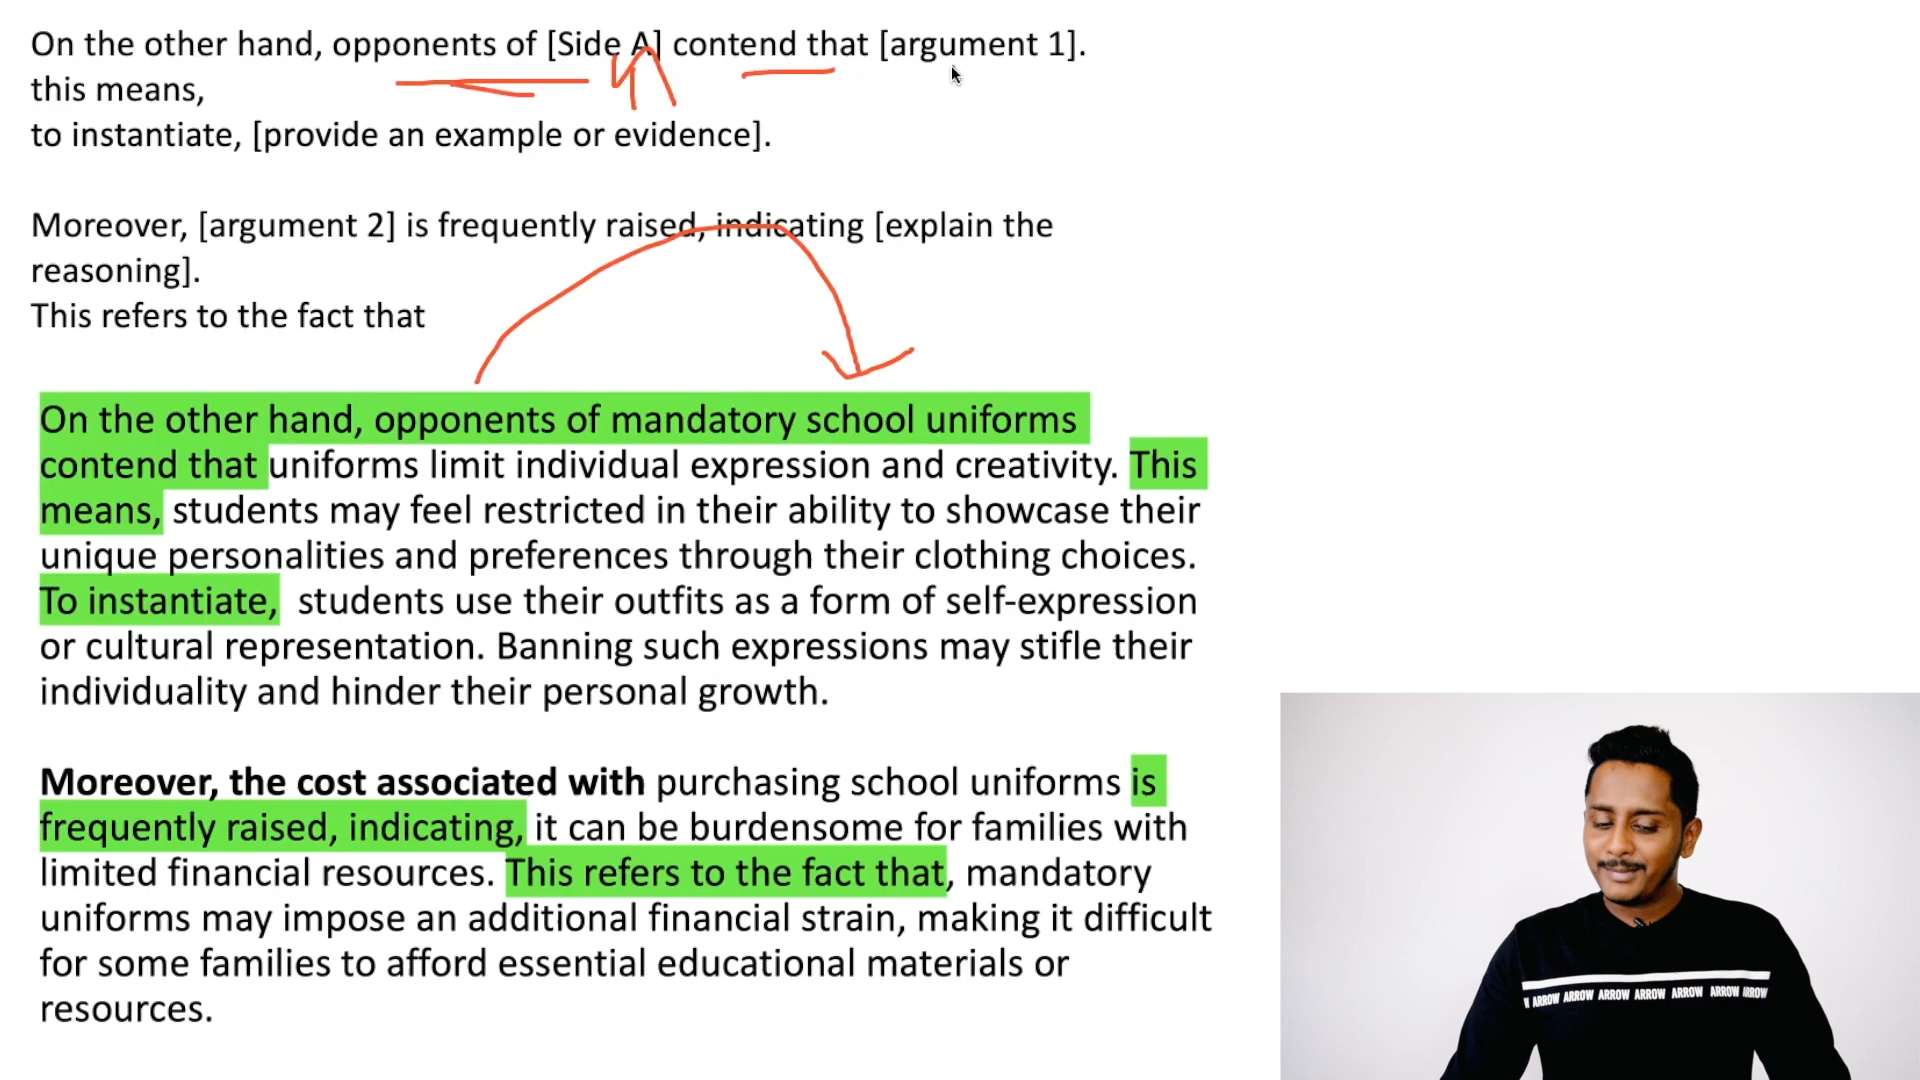 On the other hand, opponents of [Side A] contend that [argument 1].
this means,
to instantiate, [provide an example or evidence].
Moreover, [argument 2] is frequently raised, indicating [explain the
reasoning].
This refers to the fact that
On the other hand, opponents of mandatory school uniforms
contend that uniforms limit individual expression and creativity. This
means, students may feel restricted in their ability to showcase their
unique personalities and preferences through their clothing choices.
To instantiate, students use their outfits as a form of self-expression
or cultural representation. Banning such expressions may stifle their
individuality and hinder their personal growth.
Moreover, the cost associated with purchasing school uniforms is
frequently raised, indicating, it can be burdensome for families with
limited financial resources. This refers to the fact that, mandatory
uniforms may impose an additional financial strain, making it difficult
for some families to afford essential educational materials or
resources.
ARROW ARROW ARROW ARROW ARROW ARROW ARROW